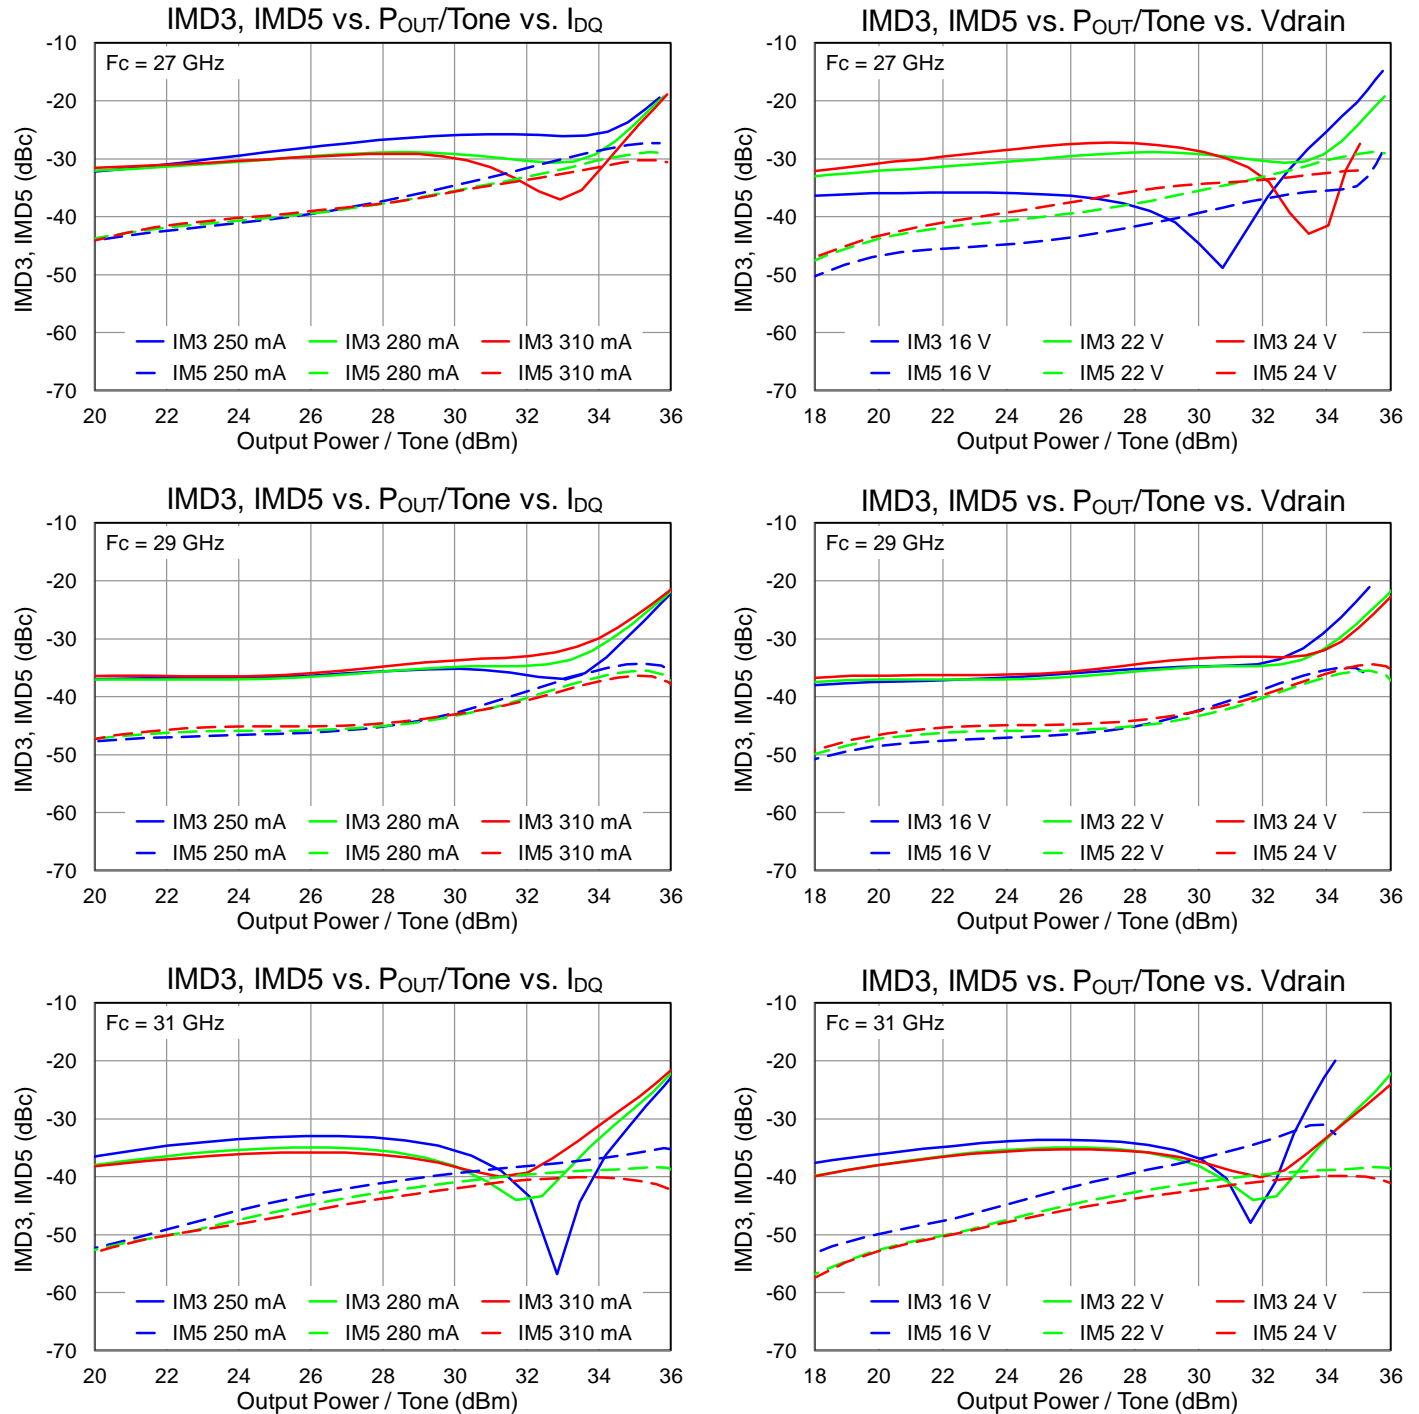 IMD3, IMD5 vs. POUT/Tone vs. IDQ
IMD3, IMD5 (dBc)
-10
-20
-30
-40
-50
-60
-70
Fc = 27 GHz
IM3 250 mA IM3 280 mA IM3 310 mA
IM5 250 mA IM5 280 mA IM5 310 mA
20 22 24 26 28 30 32 34 36
Output Power / Tone (dBm)
IMD3, IMD5 vs. POUT/Tone vs. Vdrain
IMD3, IMD5 (dBc)
-10
-20
-30
-40
-50
-60
-70
Fc = 27 GHz
IM3 16 V IM3 22 V IM3 24 V
IM5 16 V IM5 22 V IM5 24 V
18 20 22 24 26 28 30 32 34 36
Output Power / Tone (dBm)
IMD3, IMD5 vs. POUT/Tone vs. IDQ
IMD3, IMD5 (dBc)
-10
-20
-30
-40
-50
-60
-70
Fc = 29 GHz
IM3 250 mA IM3 280 mA IM3 310 mA
IM5 250 mA IM5 280 mA IM5 310 mA
20 22 24 26 28 30 32 34 36
Output Power / Tone (dBm)
IMD3, IMD5 vs. POUT/Tone vs. Vdrain
IMD3, IMD5 (dBc)
-10
-20
-30
-40
-50
-60
-70
Fc = 29 GHz
IM3 16 V IM3 22 V IM3 24 V
IM5 16 V IM5 22 V IM5 24 V
18 20 22 24 26 28 30 32 34 36
Output Power / Tone (dBm)
IMD3, IMD5 vs. POUT/Tone vs. IDQ
IMD3, IMD5 (dBc)
-10
-20
-30
-40
-50
-60
-70
Fc = 31 GHz
IM3 250 mA IM3 280 mA IM3 310 mA
IM5 250 mA IM5 280 mA IM5 310 mA
20 22 24 26 28 30 32 34 36
Output Power / Tone (dBm)
IMD3, IMD5 vs. POUT/Tone vs. Vdrain
IMD3, IMD5 (dBc)
-10
-20
-30
-40
-50
-60
-70
Fc = 31 GHz
IM3 16 V IM3 22 V IM3 24 V
IM5 16 V IM5 22 V IM5 24 V
18 20 22 24 26 28 30 32 34 36
Output Power / Tone (dBm)